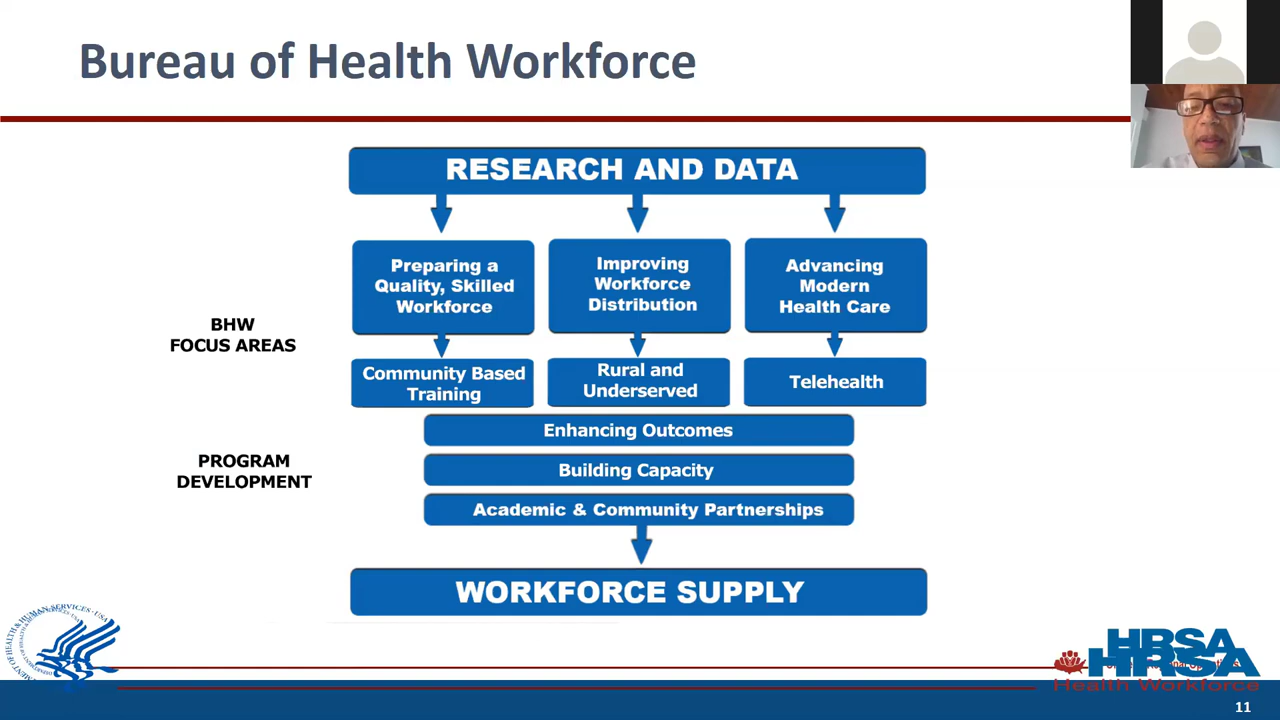 Bureau of Health Workforce
RESEARCH AND DATA
Preparing a
Quality, Skilled
Workforce
Improving
Workforce
Distribution
Advancing
Modern
Health Care
BHW
FOCUS AREAS
Community Based
Training
Rural and
Underserved
Telehealth
PROGRAM
DEVELOPMENT
Enhancing Outcomes
Building Capacity
Academic & Community Partnerships
WORKFORCE SUPPLY
HRSA
HRSA
Health Workforce
11